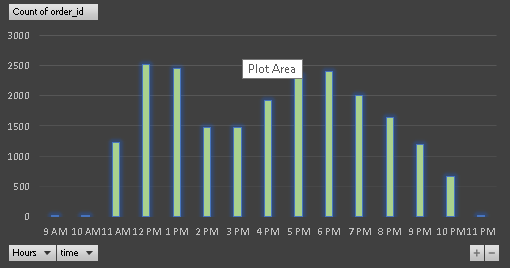 Count of order_id
3000
2500
Plot Area
2000
1500
1000
500
0
9 AM 10 AM 11 AM 12 PM 1 PM 2 PM 3 PM 4 PM 5 PM 6 PM 7 PM 8 PM 9 PM 10 PM 11 PM
Hours time + -